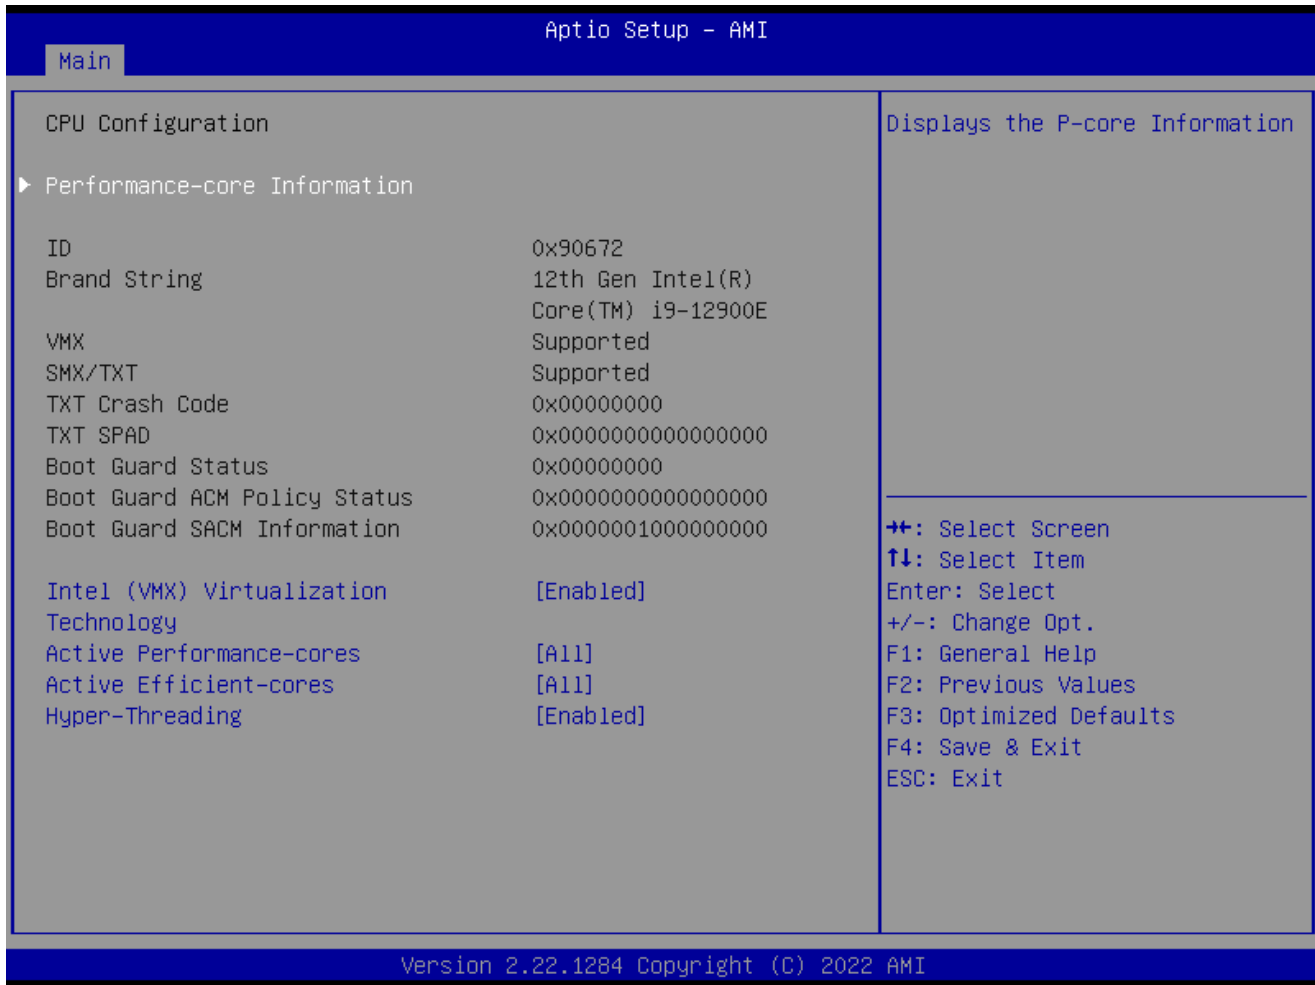 Aptio Setup – AMI
Main
CPU Configuration
Performance-core Information
ID 0x90672
Brand String 12th Gen Intel(R)
Core(TM) i9-12900E
VMX Supported
SMX/TXT Supported
TXT Crash Code 0x00000000
TXT SPAD 0x0000000000000000
Boot Guard Status 0x00000000
Boot Guard ACM Policy Status 0x0000000000000000
Boot Guard SACM Information 0x0000001000000000
Intel (VMX) Virtualization [Enabled]
Technology
Active Performance-cores [All]
Active Efficient-cores [All]
Hyper-Threading [Enabled]
Displays the P-core Information
→←: Select Screen
↑↓: Select Item
Enter: Select
+/-: Change Opt.
F1: General Help
F2: Previous Values
F3: Optimized Defaults
F4: Save & Exit
ESC: Exit
Version 2.22.1284 Copyright (C) 2022 AMI